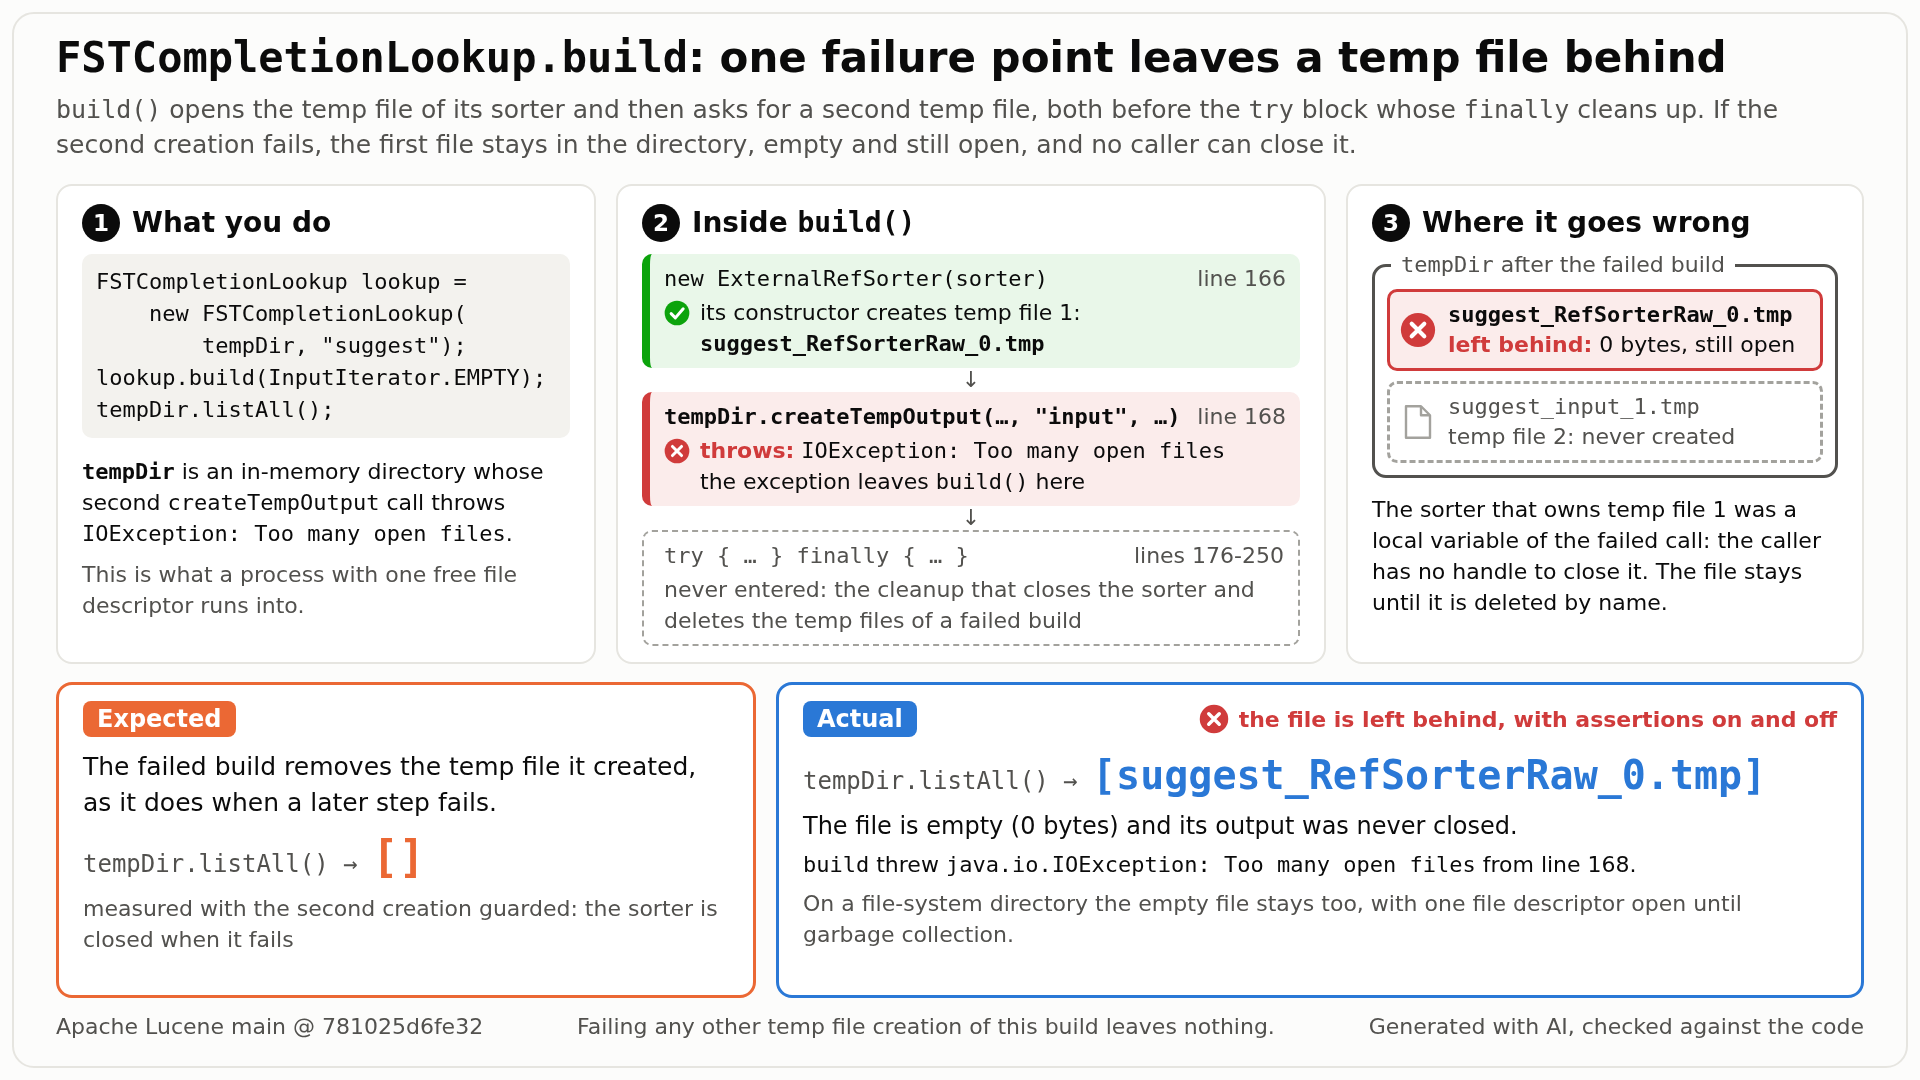 FSTCompletionLookup.build: one failure point leaves a temp file behind
build() opens the temp file of its sorter and then asks for a second temp file, both before the try block whose finally cleans up. If the
second creation fails, the first file stays in the directory, empty and still open, and no caller can close it.
1 What you do
FSTCompletionLookup lookup =
    new FSTCompletionLookup(
        tempDir, "suggest");
lookup.build(InputIterator.EMPTY);
tempDir.listAll();
tempDir is an in-memory directory whose
second createTempOutput call throws
IOException: Too many open files.
This is what a process with one free file
descriptor runs into.
2 Inside build()
new ExternalRefSorter(sorter) line 166
its constructor creates temp file 1:
suggest_RefSorterRaw_0.tmp
↓
tempDir.createTempOutput(…, "input", …) line 168
throws: IOException: Too many open files
the exception leaves build() here
↓
try { … } finally { … } lines 176-250
never entered: the cleanup that closes the sorter and
deletes the temp files of a failed build
3 Where it goes wrong
tempDir after the failed build
suggest_RefSorterRaw_0.tmp
left behind: 0 bytes, still open
suggest_input_1.tmp
temp file 2: never created
The sorter that owns temp file 1 was a
local variable of the failed call: the caller
has no handle to close it. The file stays
until it is deleted by name.
Expected
The failed build removes the temp file it created,
as it does when a later step fails.
tempDir.listAll() → []
measured with the second creation guarded: the sorter is
closed when it fails
Actual
the file is left behind, with assertions on and off
tempDir.listAll() → [suggest_RefSorterRaw_0.tmp]
The file is empty (0 bytes) and its output was never closed.
build threw java.io.IOException: Too many open files from line 168.
On a file-system directory the empty file stays too, with one file descriptor open until
garbage collection.
Apache Lucene main @ 781025d6fe32
Failing any other temp file creation of this build leaves nothing.
Generated with AI, checked against the code